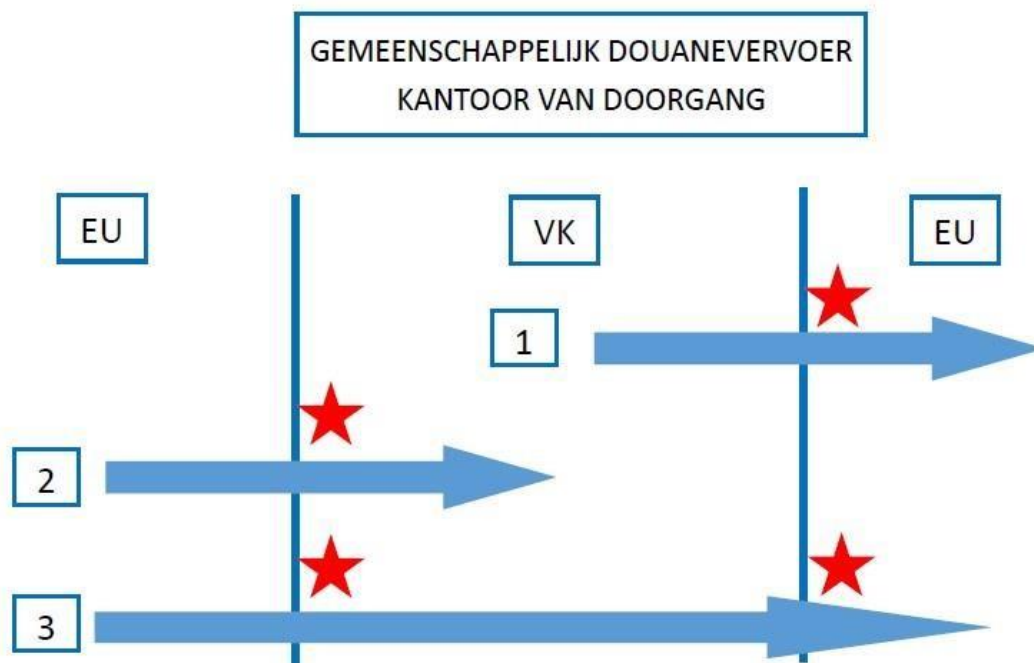 GEMEENSCHAPPELIJK DOUANEVERVOER
KANTOOR VAN DOORGANG
EU
VK
EU
1
2
3